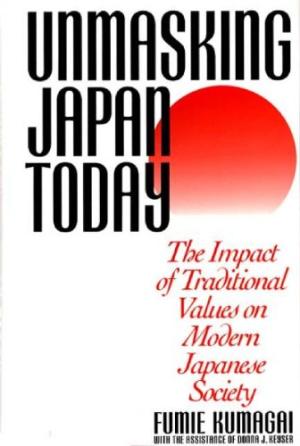 UNMASKING
JAPAN
TODAY
The Impact
of Traditional
Values on
Modern
Japanese
Society
FUMIE KUMAGAI
WITH THE ASSISTANCE OF DONNA J. KEYSER